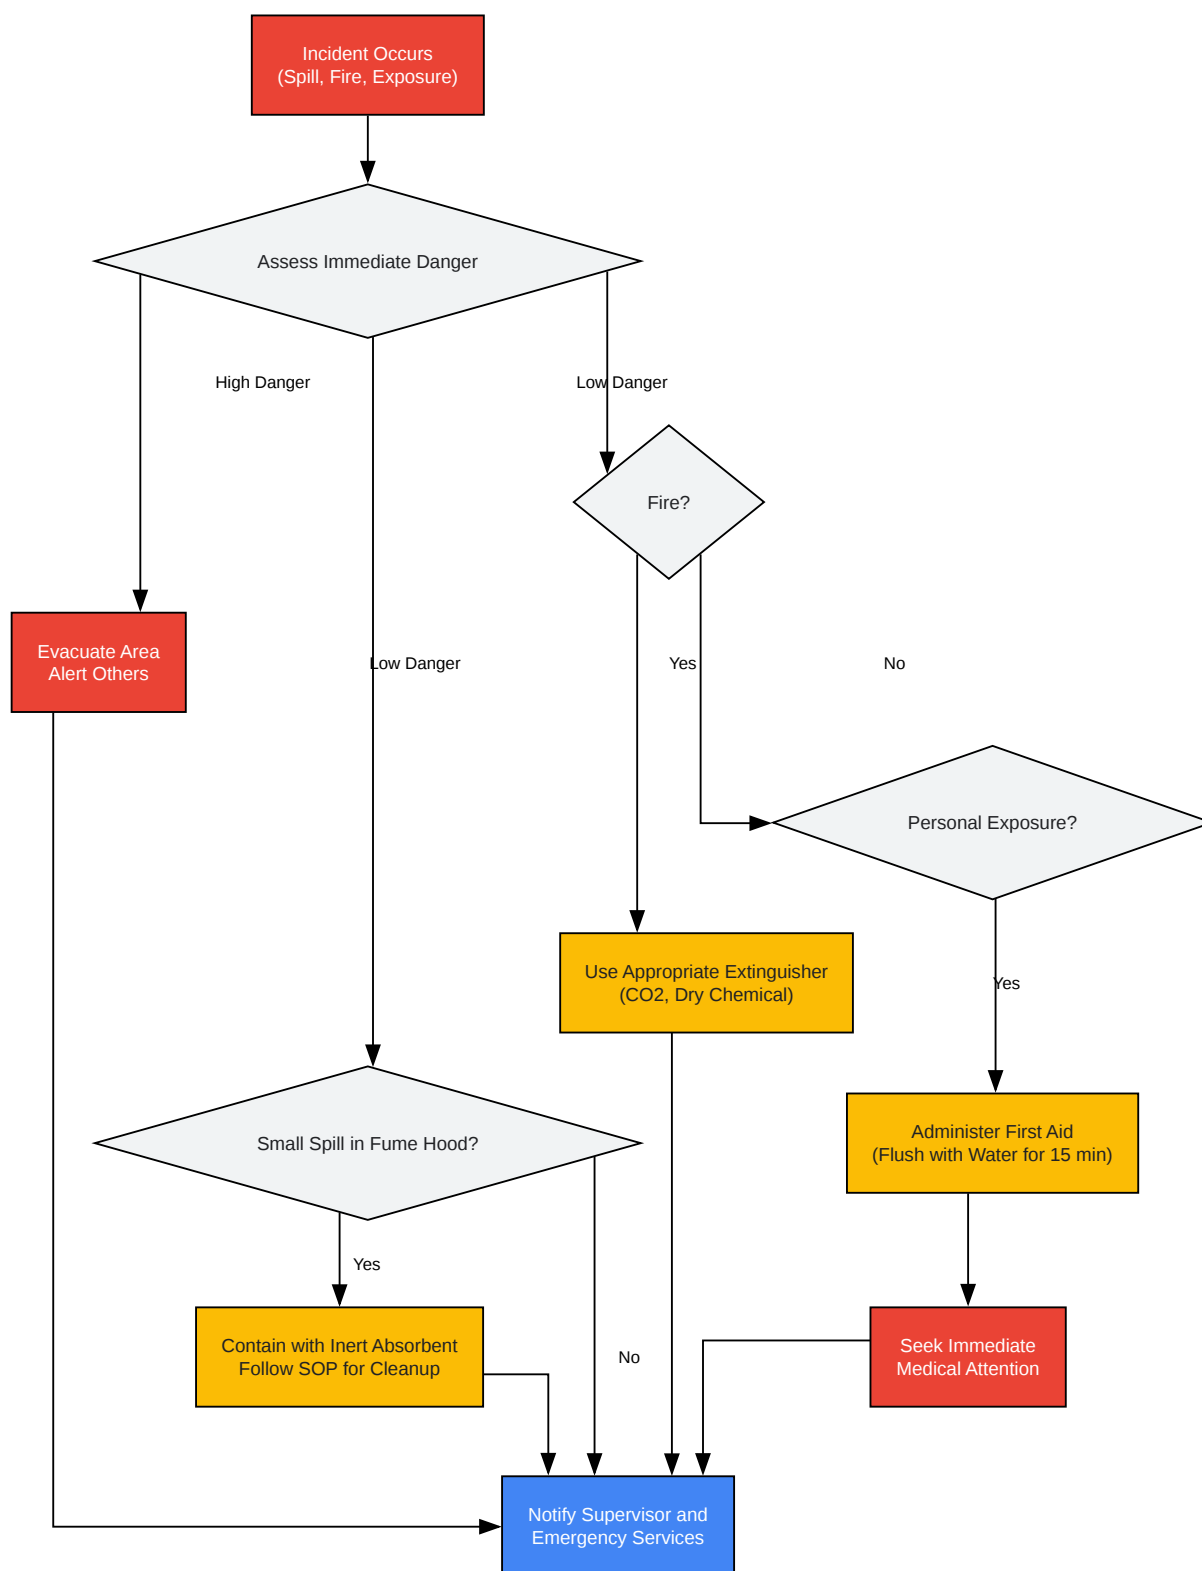 Incident Occurs
(Spill, Fire, Exposure)
Assess Immediate Danger
High Danger
Low Danger
Fire?
Evacuate Area
Alert Others
Low Danger
Yes
No
Personal Exposure?
Use Appropriate Extinguisher
(CO2, Dry Chemical)
Yes
Small Spill in Fume Hood?
Administer First Aid
(Flush with Water for 15 min)
Yes
Contain with Inert Absorbent
Follow SOP for Cleanup
No
Seek Immediate
Medical Attention
Notify Supervisor and
Emergency Services